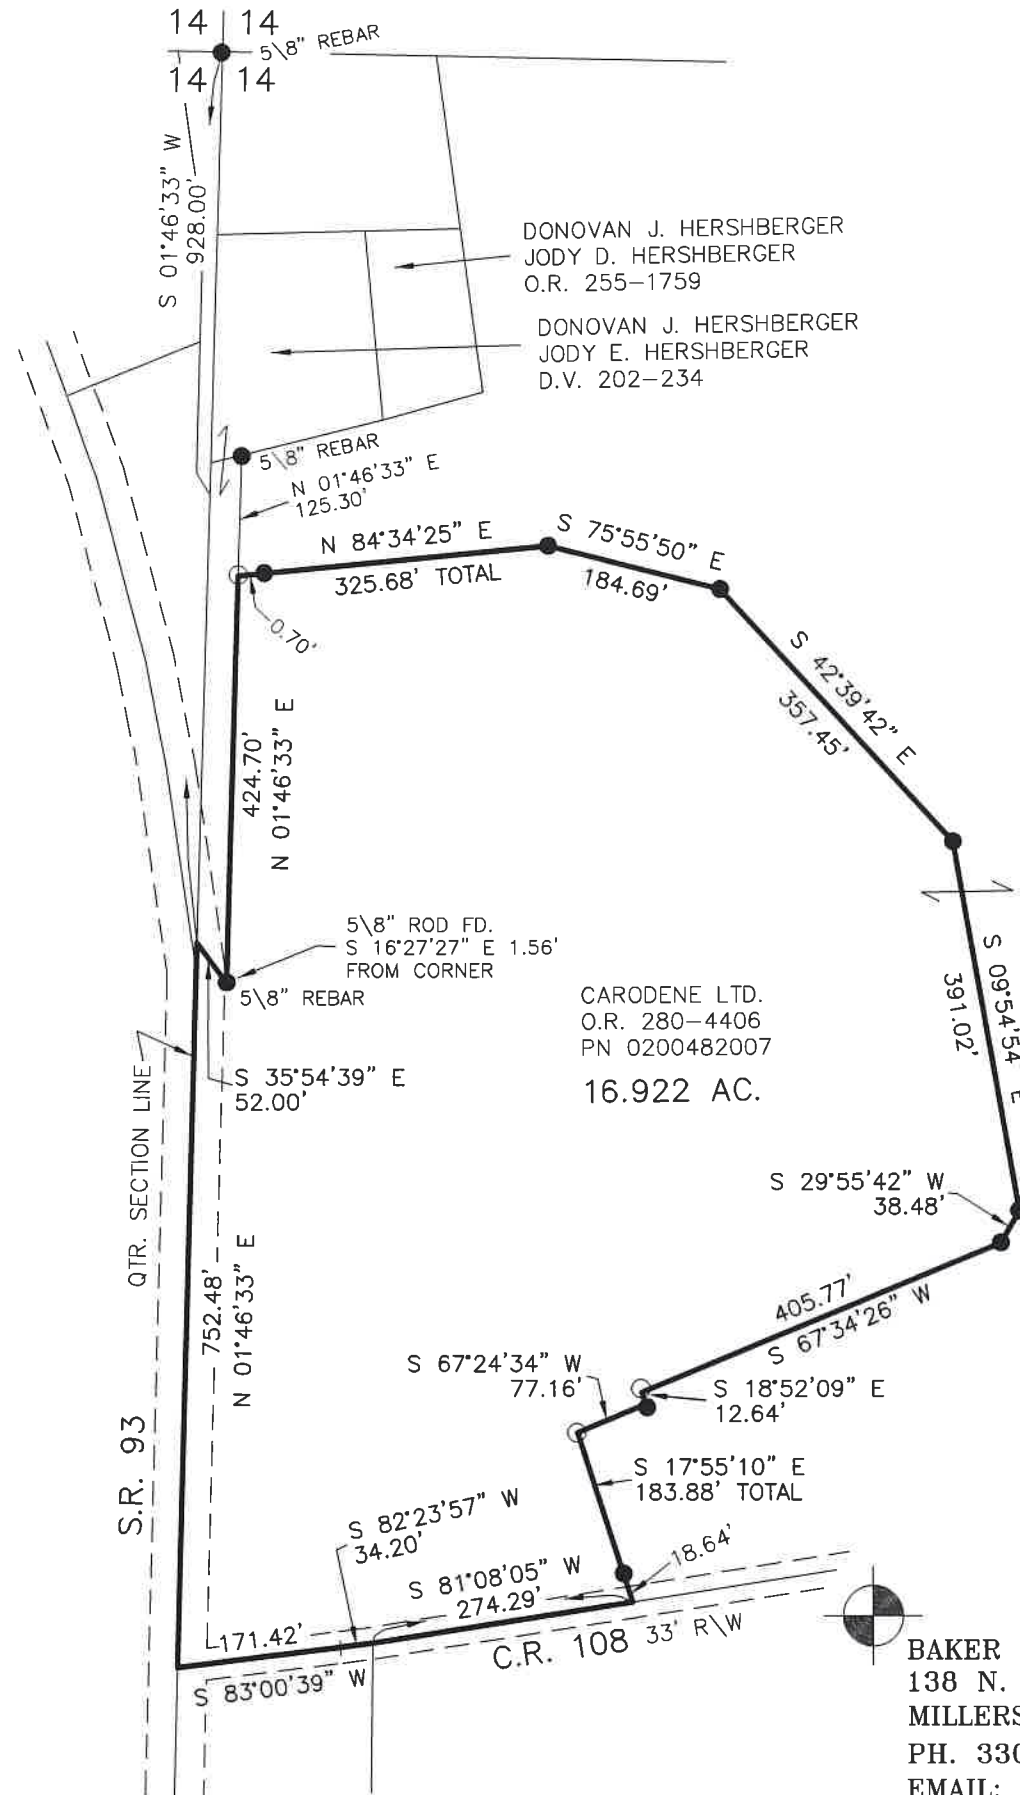 14 14
5\8" REBAR
14 14
S 01°46'33" W
928.00'
DONOVAN J. HERSHBERGER
JODY D. HERSHBERGER
O.R. 255-1759
DONOVAN J. HERSHBERGER
JODY E. HERSHBERGER
D.V. 202-234
5\8" REBAR
N 01°46'33" E
125.30'
N 84°34'25" E
325.68' TOTAL
S 75°55'50" E
184.69'
0.70'
S 42°39'42" E
357.45'
424.70'
N 01°46'33" E
5\8" ROD FD.
S 16°27'27" E 1.56'
FROM CORNER
5\8" REBAR
CARODENE LTD.
O.R. 280-4406
PN 0200482007
16.922 AC.
S 09°54'54" E
391.02'
QTR. SECTION LINE
S 35°54'39" E
52.00'
S 29°55'42" W
38.48'
752.48'
N 01°46'33" E
405.77'
S 67°34'26" W
S 67°24'34" W
77.16'
S 18°52'09" E
12.64'
S.R. 93
S 17°55'10" E
183.88' TOTAL
S 82°23'57" W
34.20'
S 81°08'05" W
274.29'
18.64'
171.42'
S 83°00'39" W
C.R. 108 33' R\W
BAKER
138 N.
MILLERS
PH. 330
EMAIL: